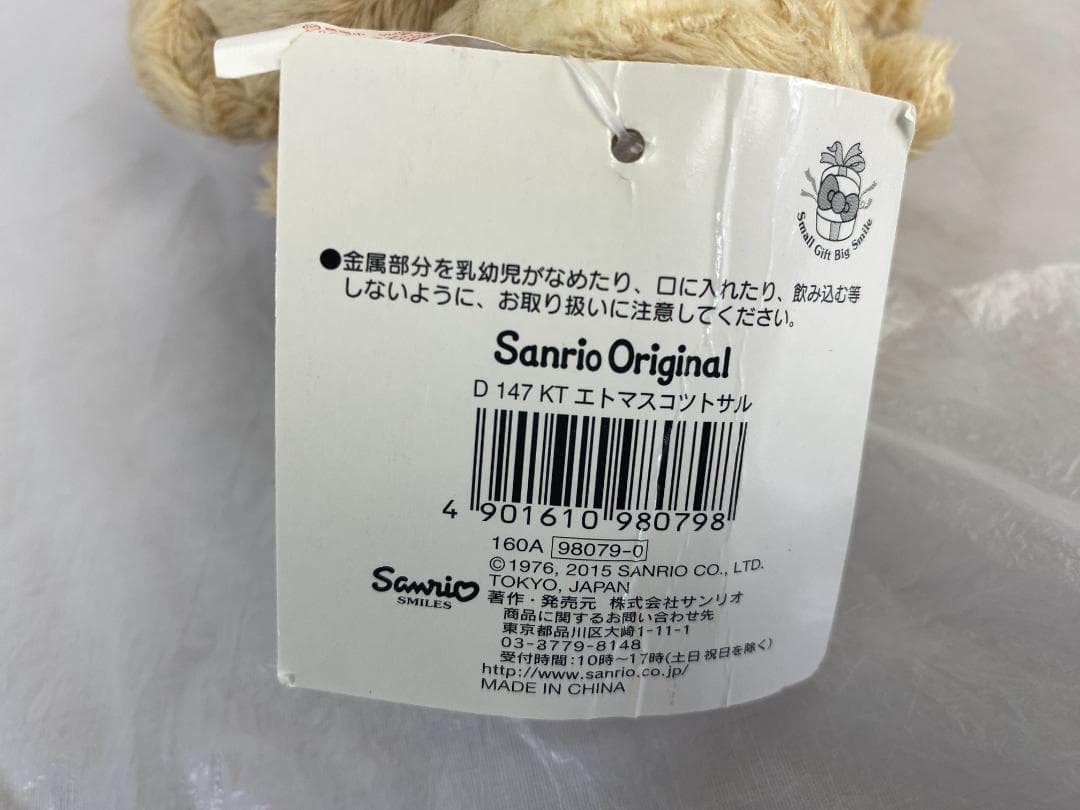 Small Gift Big Smile
●金属部分を乳幼児がなめたり、口に入れたり、飲み込む等
しないように、お取り扱いに注意してください。
Sanrio Original
D 147 KT エトマスコツトサル
4 901610 980798
160A 98079-0
©1976, 2015 SANRIO CO., LTD.
TOKYO, JAPAN
Sanrio
SMILES
著作・発売元 株式会社サンリオ
商品に関するお問い合わせ先
東京都品川区大崎1-11-1
03-3779-8148
受付時間:10時～17時(土日 祝日を除く)
http://www.sanrio.co.jp/
MADE IN CHINA